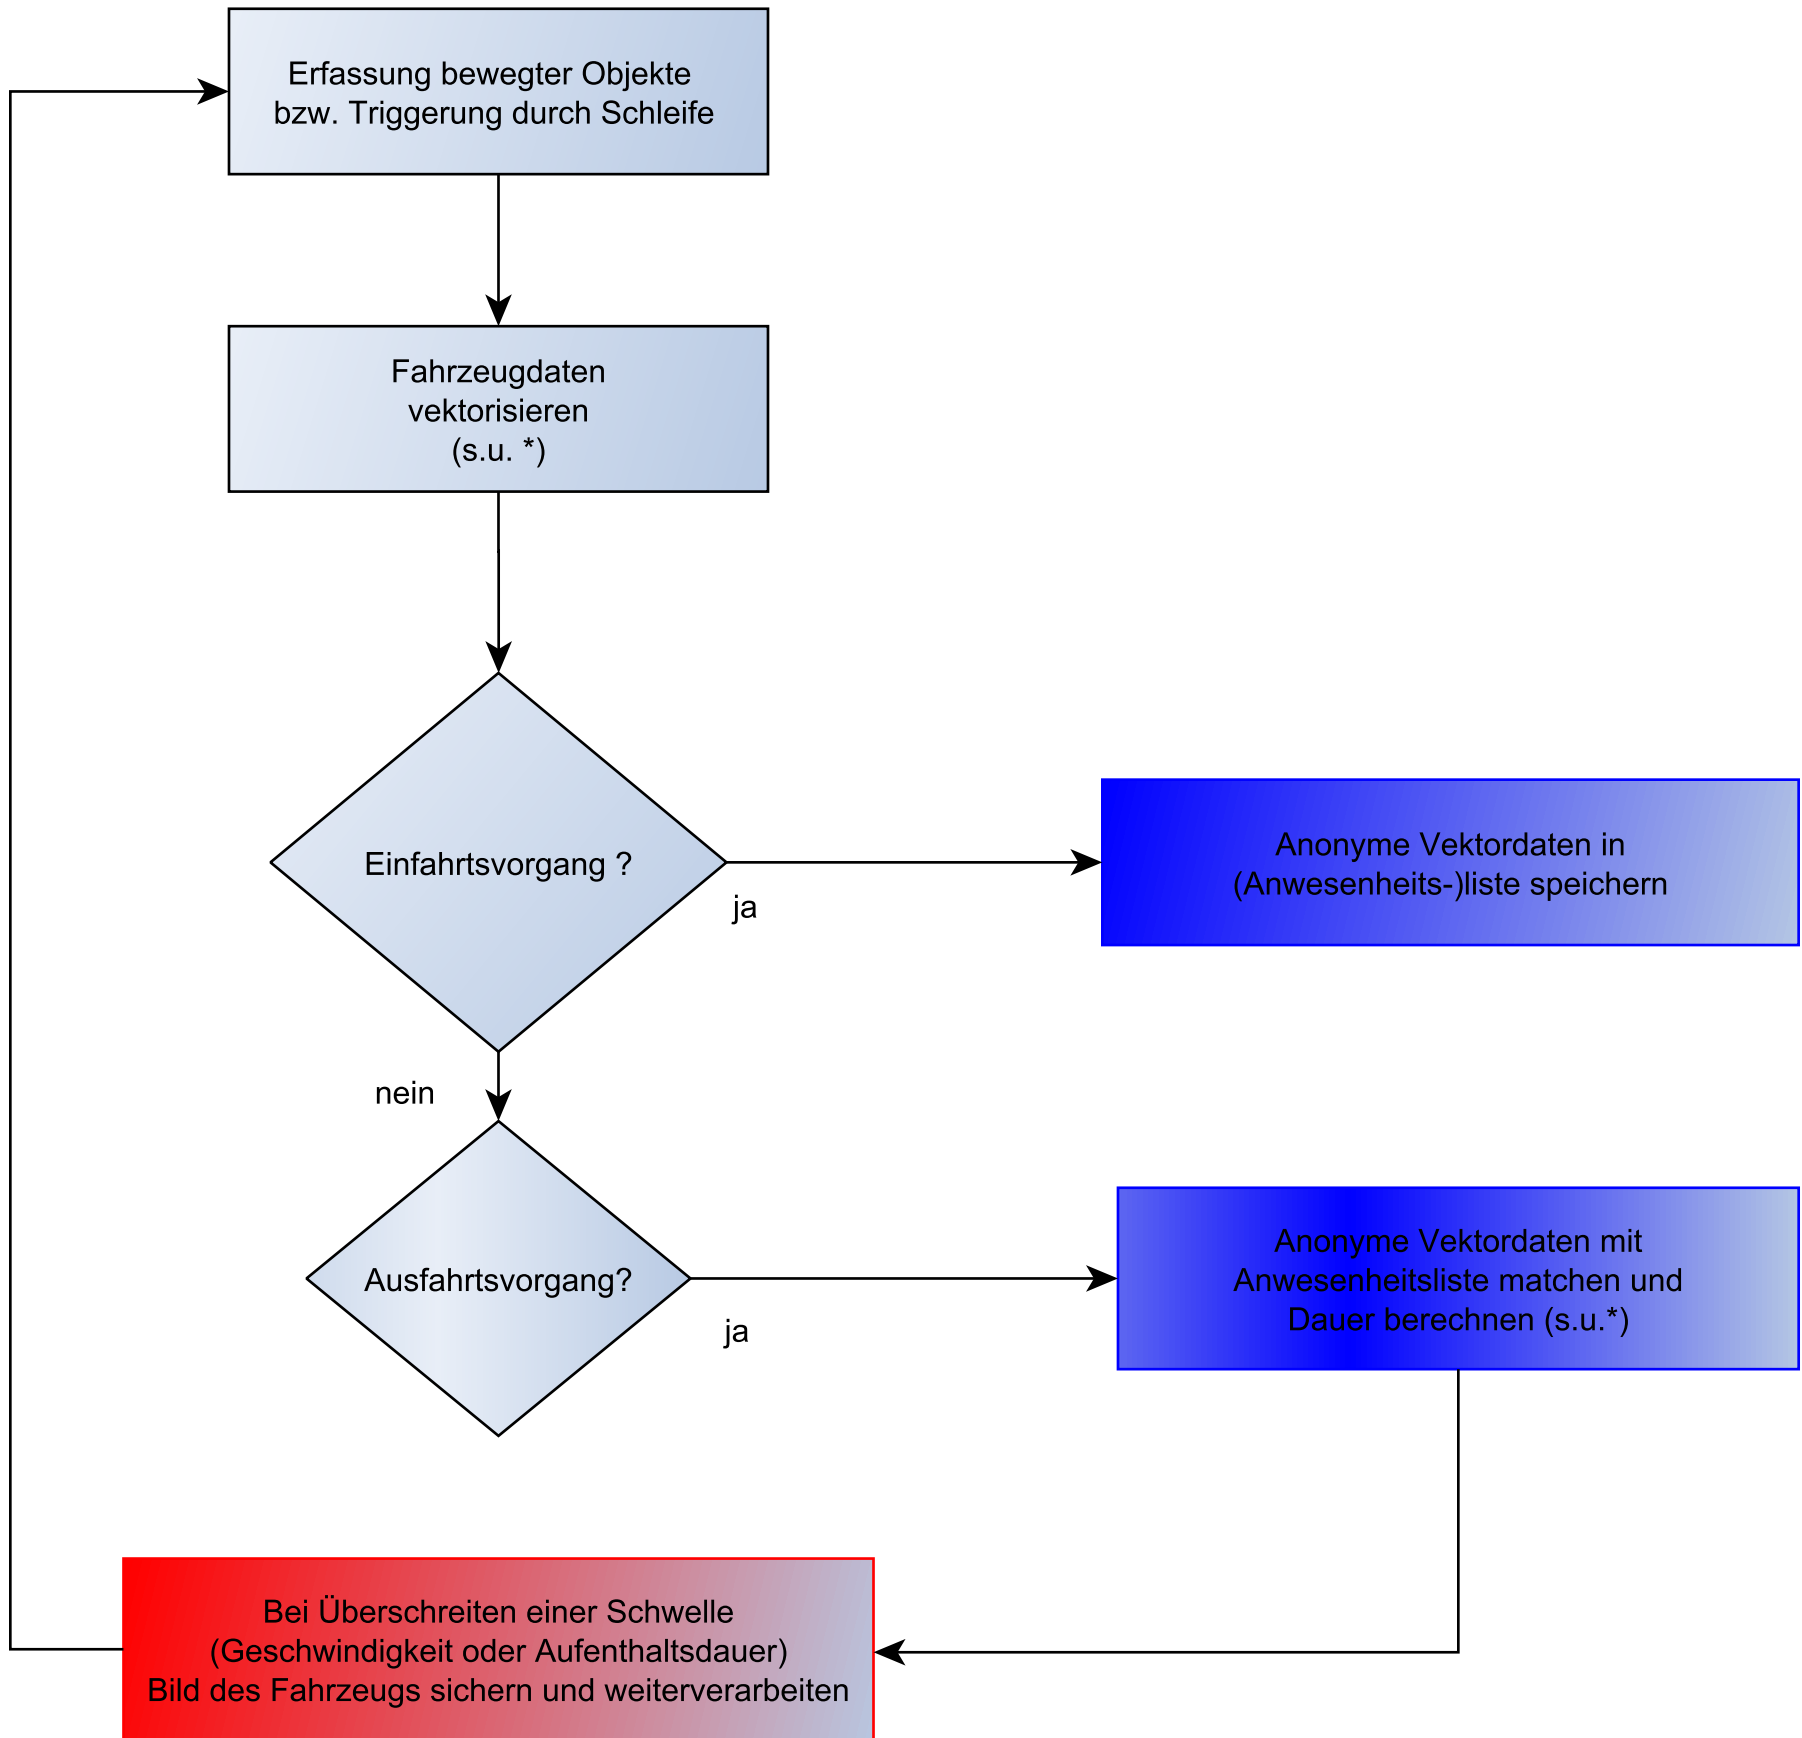 Erfassung bewegter Objekte
bzw. Triggerung durch Schleife
Fahrzeugdaten
vektorisieren
(s.u. *)
Einfahrtsvorgang ?
ja
Anonyme Vektordaten in
(Anwesenheits-)liste speichern
nein
Ausfahrtsvorgang?
ja
Anonyme Vektordaten mit
Anwesenheitsliste matchen und
Dauer berechnen (s.u.*)
Bei Überschreiten einer Schwelle
(Geschwindigkeit oder Aufenthaltsdauer)
Bild des Fahrzeugs sichern und weiterverarbeiten